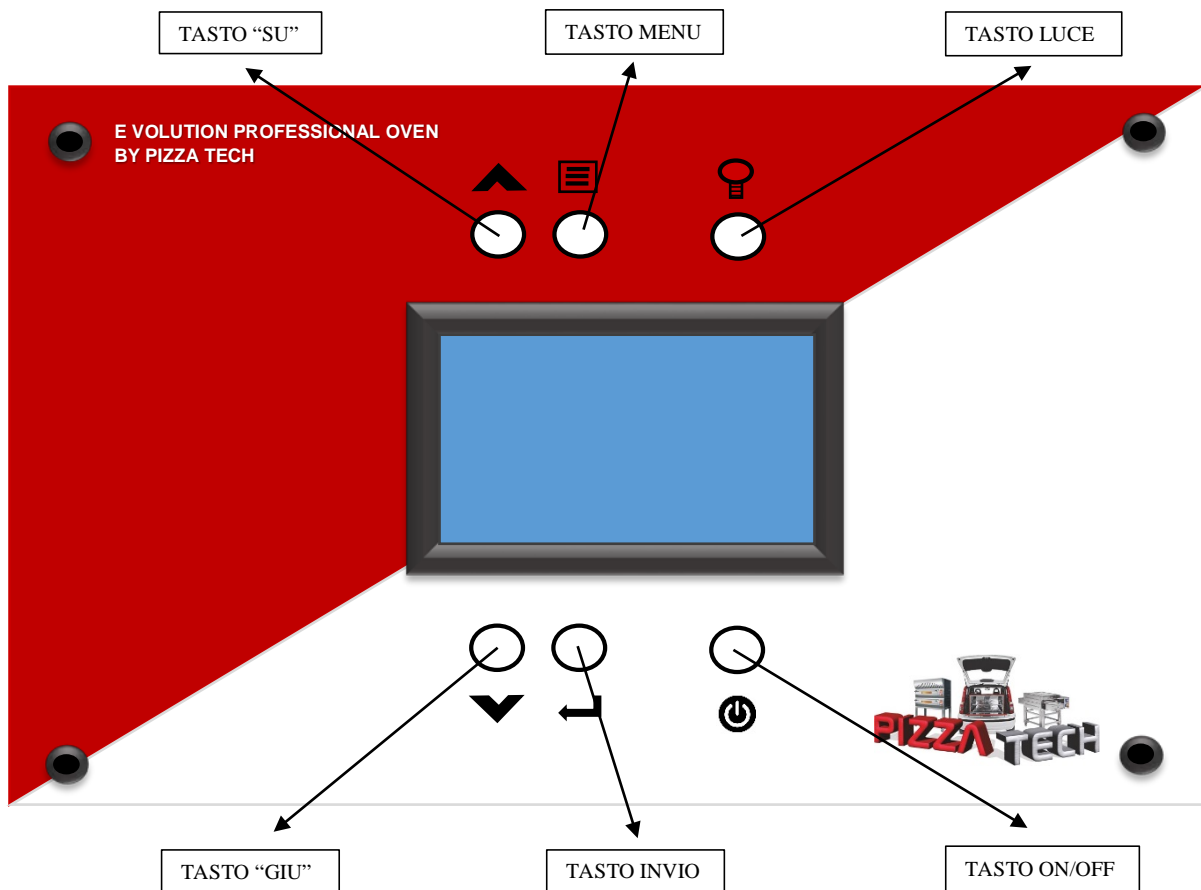 TASTO “SU”
TASTO MENU
TASTO LUCE
E VOLUTION PROFESSIONAL OVEN
BY PIZZA TECH
PIZZA TECH
TASTO “GIU”
TASTO INVIO
TASTO ON/OFF